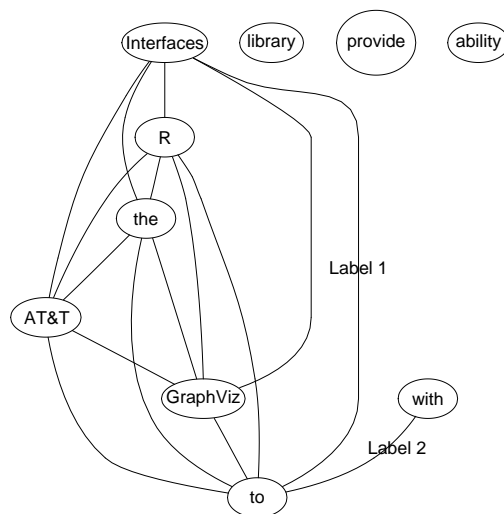 Interfaces library provide ability
R
the
Label 1
AT&T
GraphViz with
Label 2
to